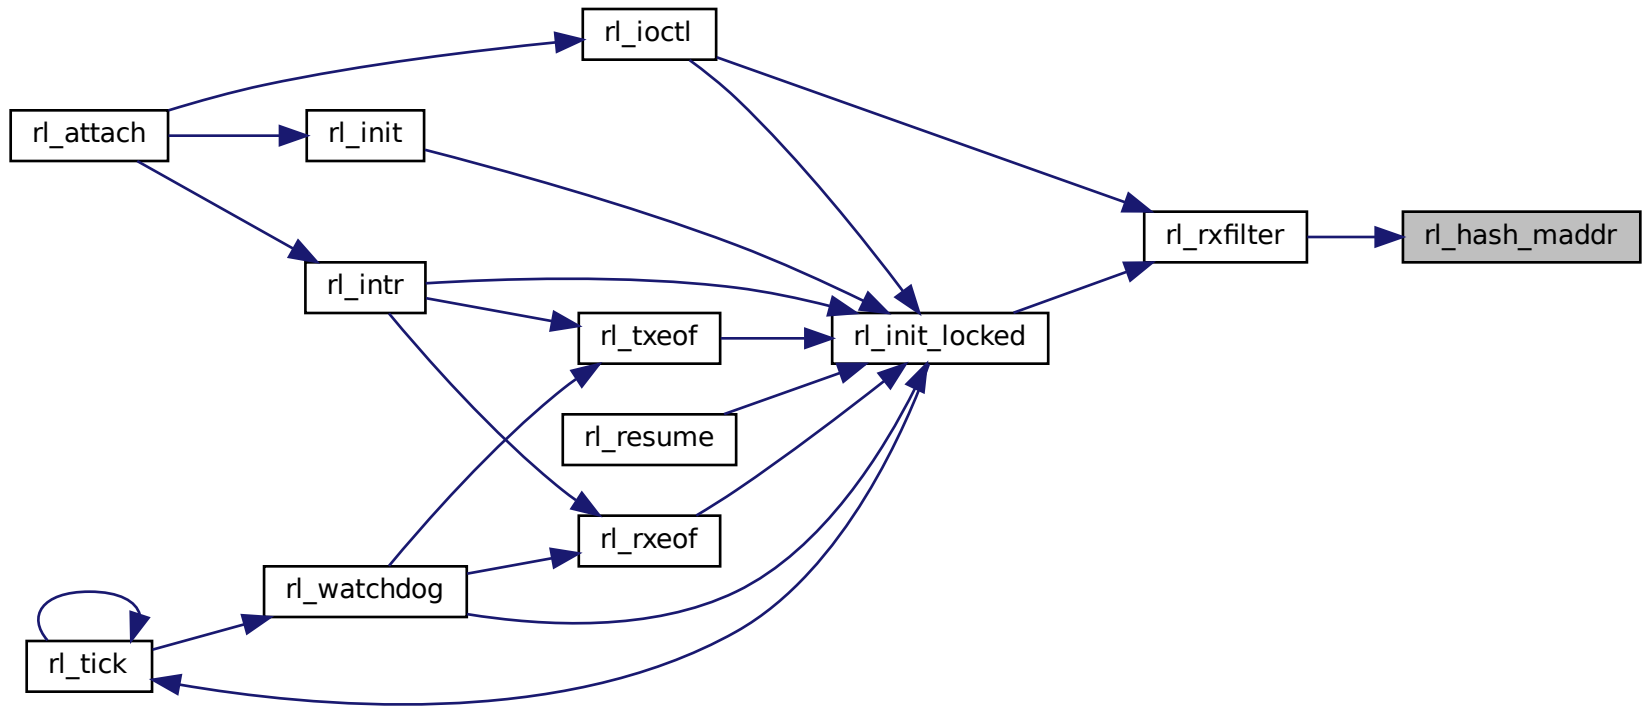 rl_ioctl
rl_attach
rl_init
rl_rxfilter
rl_hash_maddr
rl_intr
rl_txeof
rl_init_locked
rl_resume
rl_rxeof
rl_watchdog
rl_tick